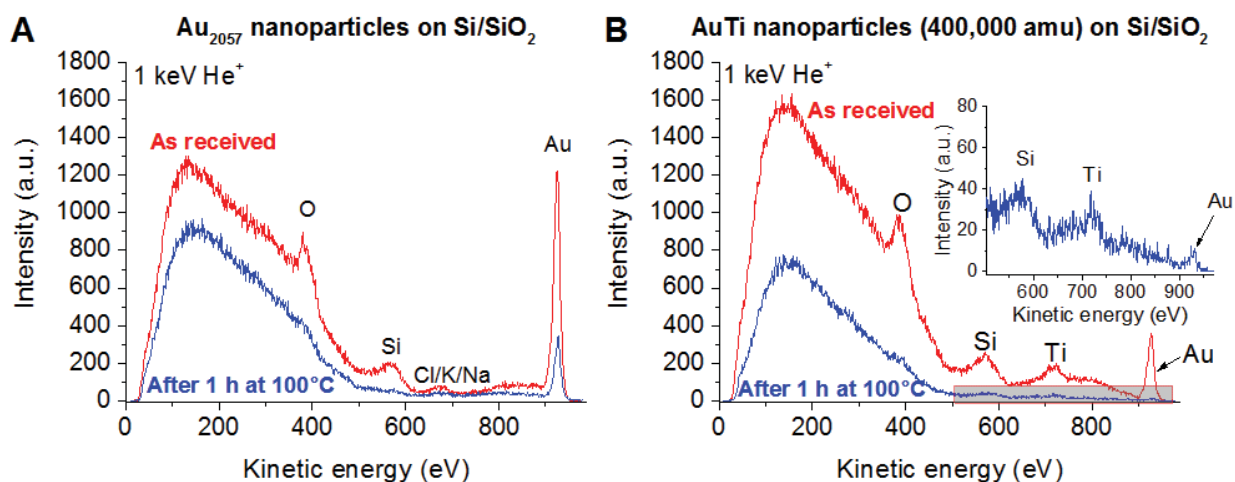 A
Au₂₀₅₇ nanoparticles on Si/SiO₂
1800
1600
1400
1200
1000
800
600
400
200
0
Intensity (a.u.)
1 keV He⁺
As received
O
Au
Si
Cl/K/Na
After 1 h at 100°C
0
200
400
600
800
Kinetic energy (eV)
B
AuTi nanoparticles (400,000 amu) on Si/SiO₂
1800
1600
1400
1200
1000
800
600
400
200
0
Intensity (a.u.)
1 keV He⁺
As received
O
Si
Ti
Au
After 1 h at 100°C
0
200
400
600
800
Kinetic energy (eV)
80
60
40
20
0
Intensity (a.u.)
Si
Ti
Au
600
700
800
900
Kinetic energy (eV)